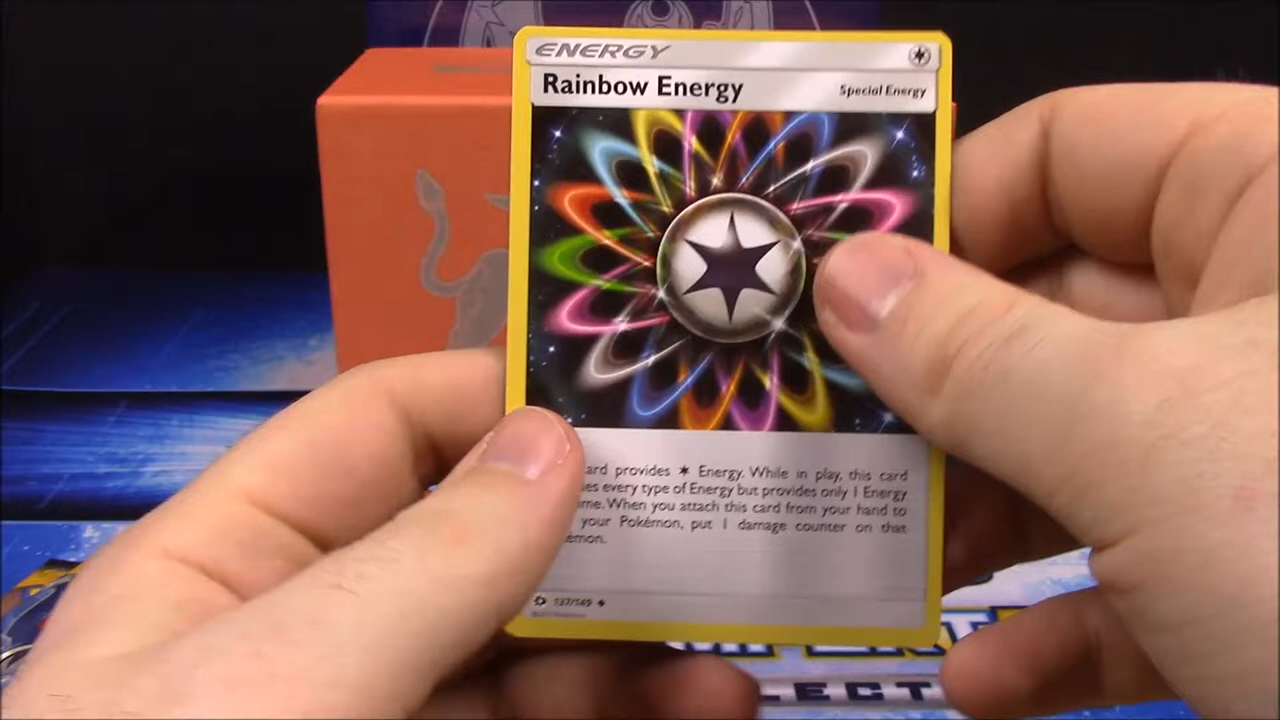 ENERGY
Rainbow Energy
Special Energy
ard provides ✶ Energy. While in play, this card
es every type of Energy but provides only 1 Energy
me. When you attach this card from your hand to
your Pokémon, put 1 damage counter on that
émon.
137/149
LECT